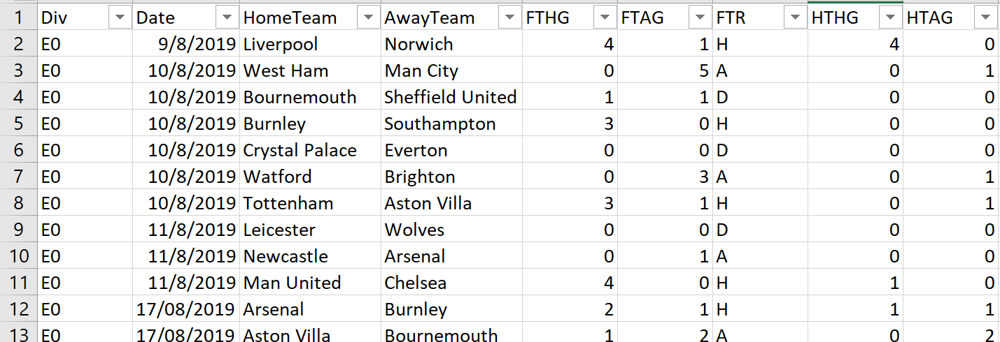 1 Div Date HomeTeam AwayTeam FTHG FTAG FTR HTHG HTAG
2 E0 9/8/2019 Liverpool Norwich 4 1 H 4 0
3 E0 10/8/2019 West Ham Man City 0 5 A 0 1
4 E0 10/8/2019 Bournemouth Sheffield United 1 1 D 0 0
5 E0 10/8/2019 Burnley Southampton 3 0 H 0 0
6 E0 10/8/2019 Crystal Palace Everton 0 0 D 0 0
7 E0 10/8/2019 Watford Brighton 0 3 A 0 1
8 E0 10/8/2019 Tottenham Aston Villa 3 1 H 0 1
9 E0 11/8/2019 Leicester Wolves 0 0 D 0 0
10 E0 11/8/2019 Newcastle Arsenal 0 1 A 0 0
11 E0 11/8/2019 Man United Chelsea 4 0 H 1 0
12 E0 17/08/2019 Arsenal Burnley 2 1 H 1 1
13 E0 17/08/2019 Aston Villa Bournemouth 1 2 A 0 2